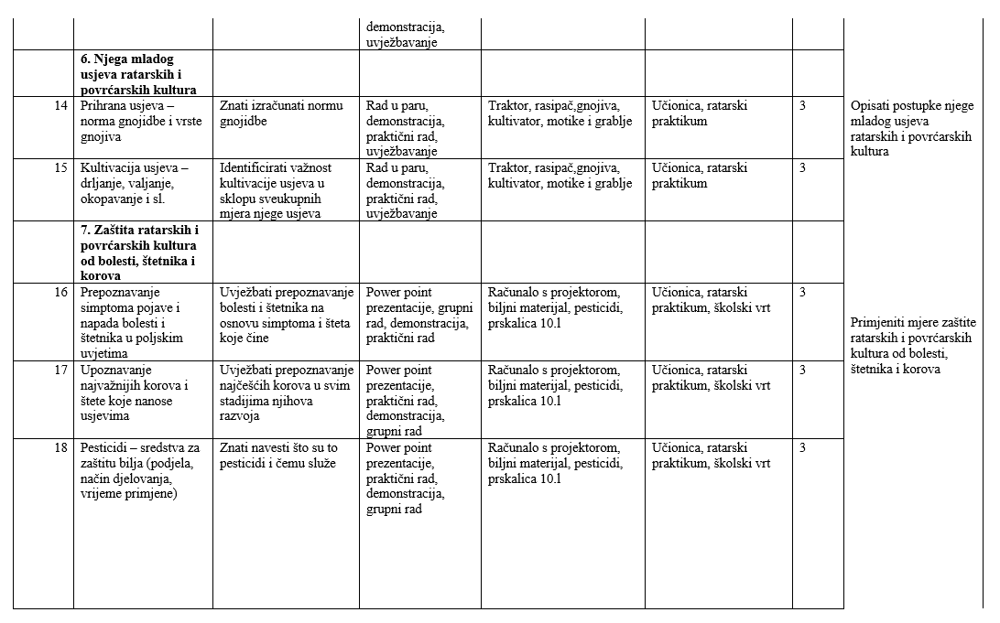 demonstracija,
uvježbavanje
6. Njega mladog
usjeva ratarskih i
povrćarskih kultura
14
Prihrana usjeva –
norma gnojidbe i vrste
gnojiva
Znati izračunati normu
gnojidbe
Rad u paru,
demonstracija,
praktični rad,
uvježbavanje
Traktor, rasipač,gnojiva,
kultivator, motike i grablje
Učionica, ratarski
praktikum
3
Opisati postupke njege
mladog usjeva
ratarskih i povrćarskih
kultura
15
Kultivacija usjeva –
drljanje, valjanje,
okopavanje i sl.
Identificirati važnost
kultivacije usjeva u
sklopu sveukupnih
mjera njege usjeva
Rad u paru,
demonstracija,
praktični rad,
uvježbavanje
Traktor, rasipač,gnojiva,
kultivator, motike i grablje
Učionica, ratarski
praktikum
3
7. Zaštita ratarskih i
povrćarskih kultura
od bolesti, štetnika i
korova
16
Prepoznavanje
simptoma pojave i
napada bolesti i
štetnika u poljskim
uvjetima
Uvježbati prepoznavanje
bolesti i štetnika na
osnovu simptoma i šteta
koje čine
Power point
prezentacije, grupni
rad, demonstracija,
praktični rad
Računalo s projektorom,
biljni materijal, pesticidi,
prskalica 10.l
Učionica, ratarski
praktikum, školski vrt
3
Primjeniti mjere zaštite
ratarskih i povrćarskih
kultura od bolesti,
štetnika i korova
17
Upoznavanje
najvažnijih korova i
štete koje nanose
usjevima
Uvježbati prepoznavanje
najčešćih korova u svim
stadijima njihova
razvoja
Power point
prezentacije,
praktični rad,
demonstracija,
grupni rad
Računalo s projektorom,
biljni materijal, pesticidi,
prskalica 10.l
Učionica, ratarski
praktikum, školski vrt
3
18
Pesticidi – sredstva za
zaštitu bilja (podjela,
način djelovanja,
vrijeme primjene)
Znati navesti što su to
pesticidi i čemu služe
Power point
prezentacije,
praktični rad,
demonstracija,
grupni rad
Računalo s projektorom,
biljni materijal, pesticidi,
prskalica 10.l
Učionica, ratarski
praktikum, školski vrt
3